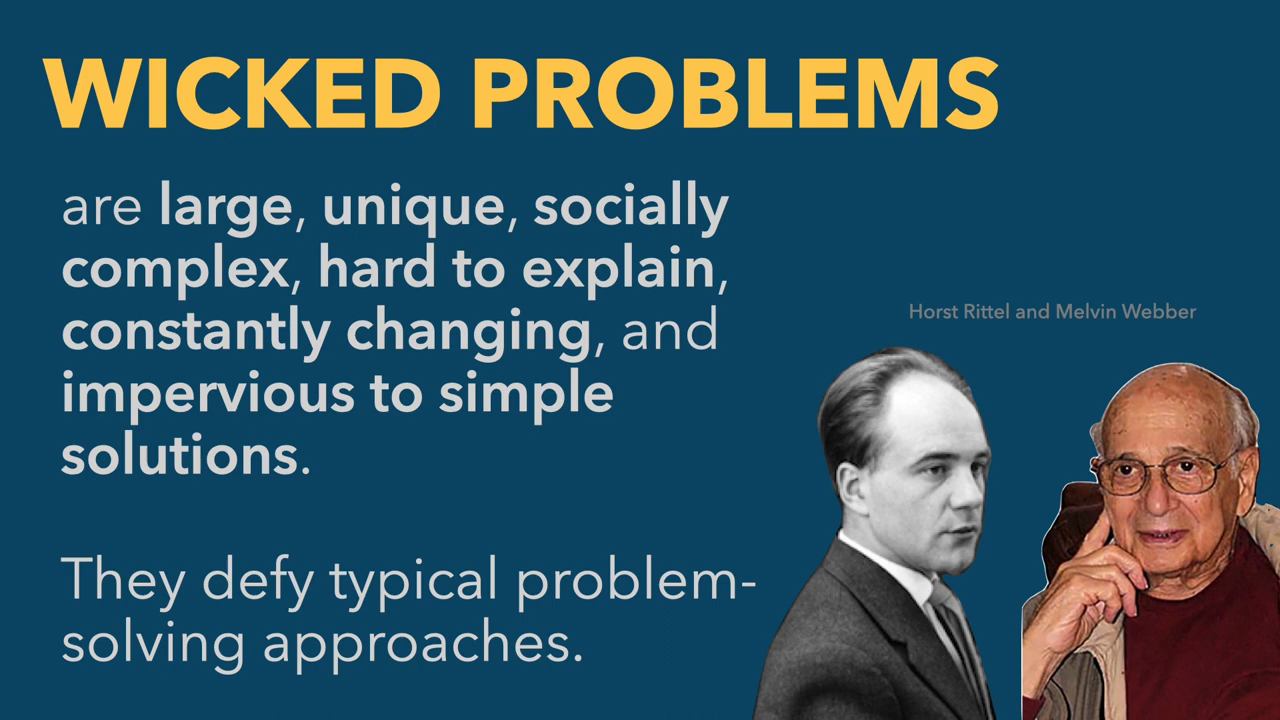 WICKED PROBLEMS
are large, unique, socially
complex, hard to explain,
constantly changing, and
impervious to simple
solutions.
They defy typical problem-
solving approaches.
Horst Rittel and Melvin Webber